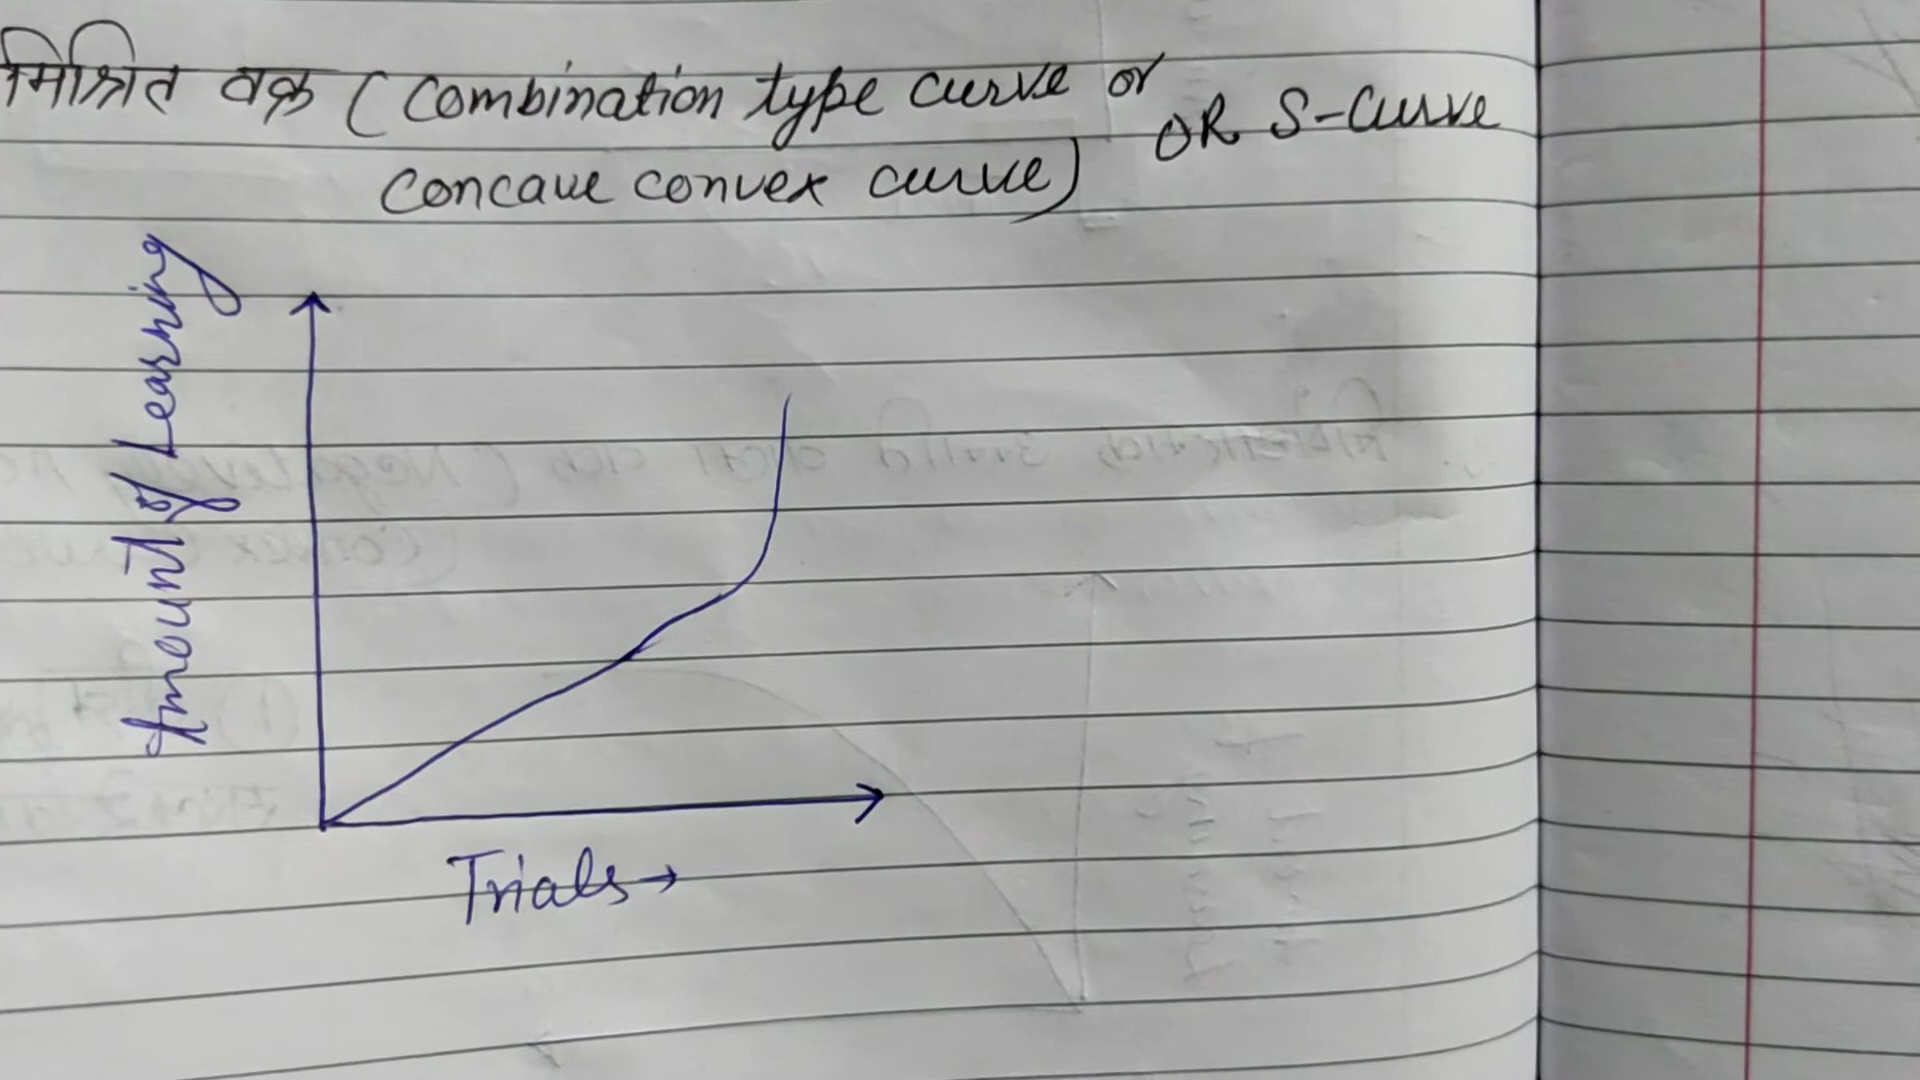 मिश्रित वक्र (Combination type curve or
OR S-Curve
concave convex curve)
Amount of Learning
Trials →